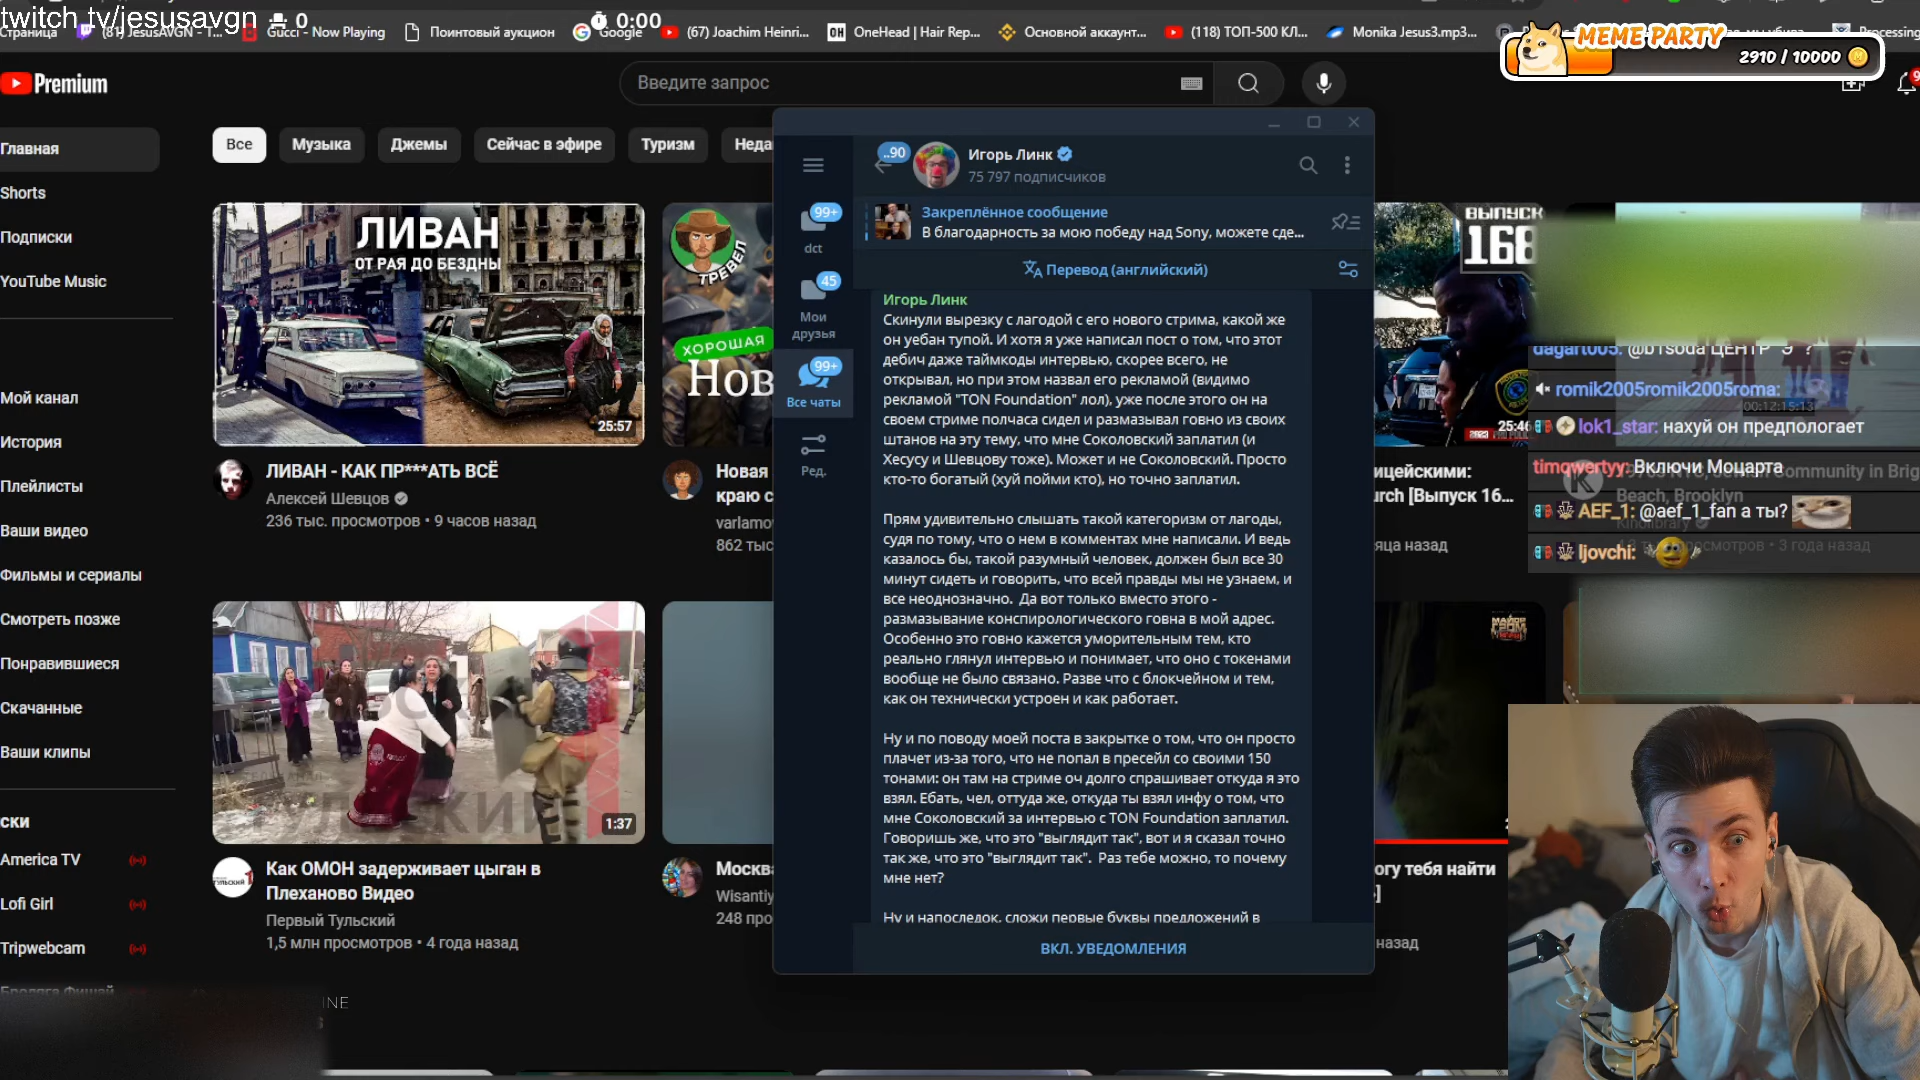 twitch.tv/jesusavgn
0
0:00
Страница
(81) JesusAVGN - T...
Gucci - Now Playing
Поинтовый аукцион
Google
(67) Joachim Heinri...
OneHead | Hair Rep...
Основной аккаунт...
(118) ТОП-500 КЛ...
Monika Jesus3.mp3...
Processing
MEME PARTY
2910 / 10000
Premium
Введите запрос
Главная
Shorts
Подписки
YouTube Music
Мой канал
История
Плейлисты
Ваши видео
Фильмы и сериалы
Смотреть позже
Понравившиеся
Скачанные
Ваши клипы
ски
America TV
Lofi Girl
Tripwebcam
Все
Музыка
Джемы
Сейчас в эфире
Туризм
Неда
ЛИВАН
ОТ РАЯ ДО БЕЗДНЫ
25:57
ЛИВАН - КАК ПР***АТЬ ВСЁ
Алексей Шевцов
236 тыс. просмотров • 9 часов назад
ТРЕВЕЛ
ХОРОШАЯ
Нов
Новая
краю с
varlamo
862 тыс
1:37
Как ОМОН задерживает цыган в
Плеханово Видео
Первый Тульский
1,5 млн просмотров • 4 года назад
Москва
Wisantiy
248 про
..90
Игорь Линк
75 797 подписчиков
99+
dct
45
Мои
друзья
99+
Все чаты
Ред.
Закреплённое сообщение
В благодарность за мою победу над Sony, можете сде...
Перевод (английский)
Игорь Линк
Скинули вырезку с лагодой с его нового стрима, какой же
он уебан тупой. И хотя я уже написал пост о том, что этот
дебич даже таймкоды интервью, скорее всего, не
открывал, но при этом назвал его рекламой (видимо
рекламой "TON Foundation" лол), уже после этого он на
своем стриме полчаса сидел и размазывал говно из своих
штанов на эту тему, что мне Соколовский заплатил (и
Хесусу и Шевцову тоже). Может и не Соколовский. Просто
кто-то богатый (хуй пойми кто), но точно заплатил.
Прям удивительно слышать такой категоризм от лагоды,
судя по тому, что о нем в комментах мне написали. И ведь
казалось бы, такой разумный человек, должен был все 30
минут сидеть и говорить, что всей правды мы не узнаем, и
все неоднозначно. Да вот только вместо этого -
размазывание конспирологического говна в мой адрес.
Особенно это говно кажется уморительным тем, кто
реально глянул интервью и понимает, что оно с токенами
вообще не было связано. Разве что с блокчейном и тем,
как он технически устроен и как работает.
Ну и по поводу моей поста в закрытке о том, что он просто
плачет из-за того, что не попал в пресейл со своими 150
тонами: он там на стриме оч долго спрашивает откуда я это
взял. Ебать, чел, оттуда же, откуда ты взял инфу о том, что
мне Соколовский за интервью с TON Foundation заплатил.
Говоришь же, что это "выглядит так", вот и я сказал точно
так же, что это "выглядит так". Раз тебе можно, то почему
мне нет?
Ну и напоследок, сложи первые буквы предложений в
ВКЛ. УВЕДОМЛЕНИЯ
ВЫПУСК
168
25:46
ицейскими:
urch [Выпуск 16...
яца назад
огу тебя найти
назад
dagart005: @b1soda ЦЕНТР "Э"?
romik2005romik2005roma:
00:12:15:13
lok1_star: нахуй он предпологает
timqwertyy: Включи Моцарта
Community in Brig
Beach, Brooklyn
Kinolibrary
AEF_1: @aef_1_fan а ты?
просмотров • 3 года назад
ljovchi: